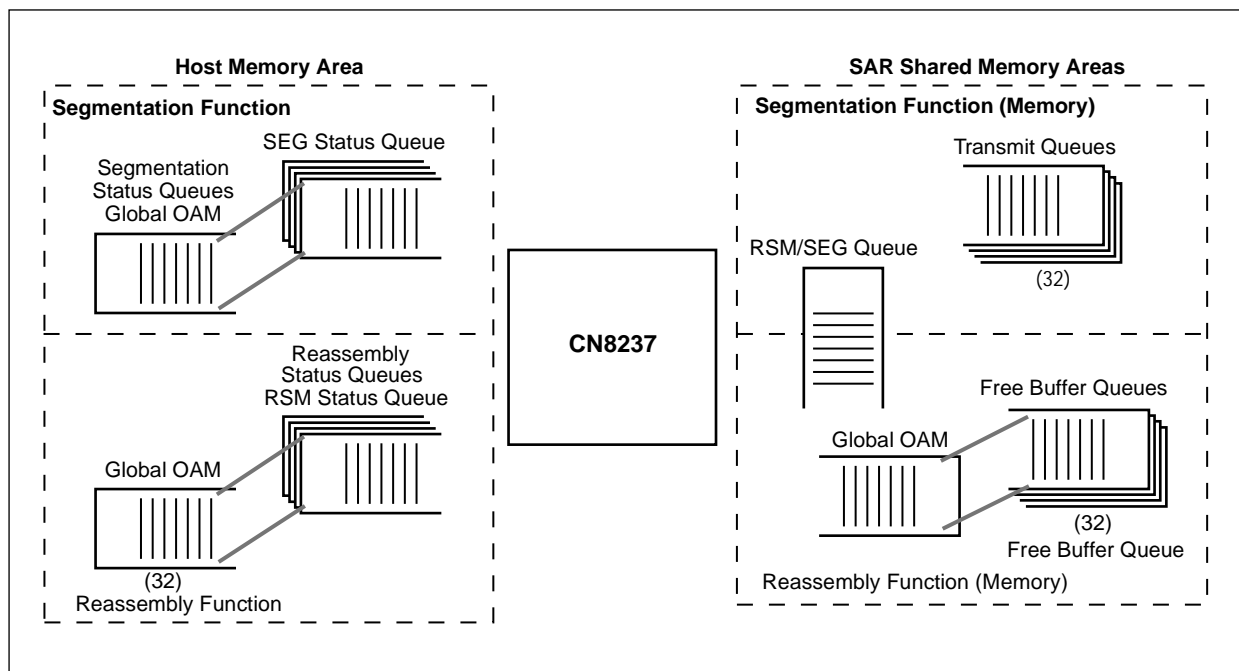 Host Memory Area
Segmentation Function
SEG Status Queue
Segmentation
Status Queues
Global OAM
Reassembly
Status Queues
RSM Status Queue
Global OAM
(32)
Reassembly Function
CN8237
SAR Shared Memory Areas
Segmentation Function (Memory)
Transmit Queues
(32)
RSM/SEG Queue
Free Buffer Queues
Global OAM
(32)
Free Buffer Queue
Reassembly Function (Memory)